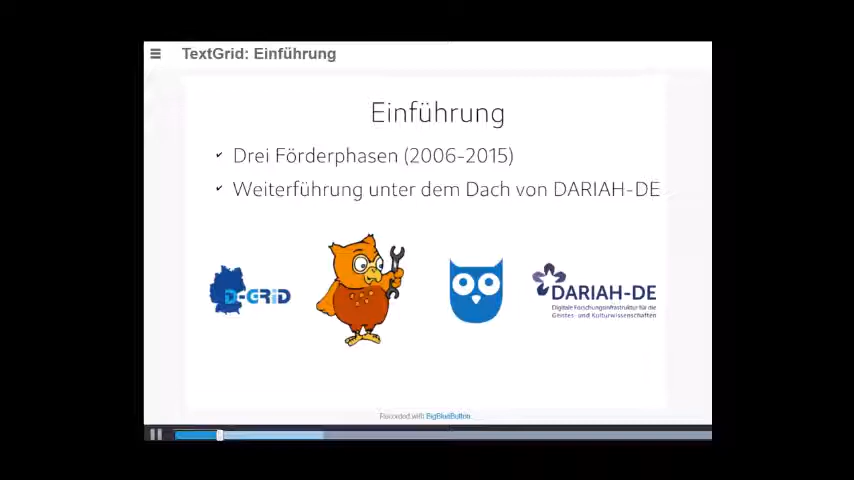 TextGrid: Einführung
Einführung
✓ Drei Förderphasen (2006-2015)
✓ Weiterführung unter dem Dach von DARIAH-DE
D-GRID
DARIAH-DE
Digitale Forschungsinfrastruktur für die
Geistes- und Kulturwissenschaften
Recorded with BigBlueButton.